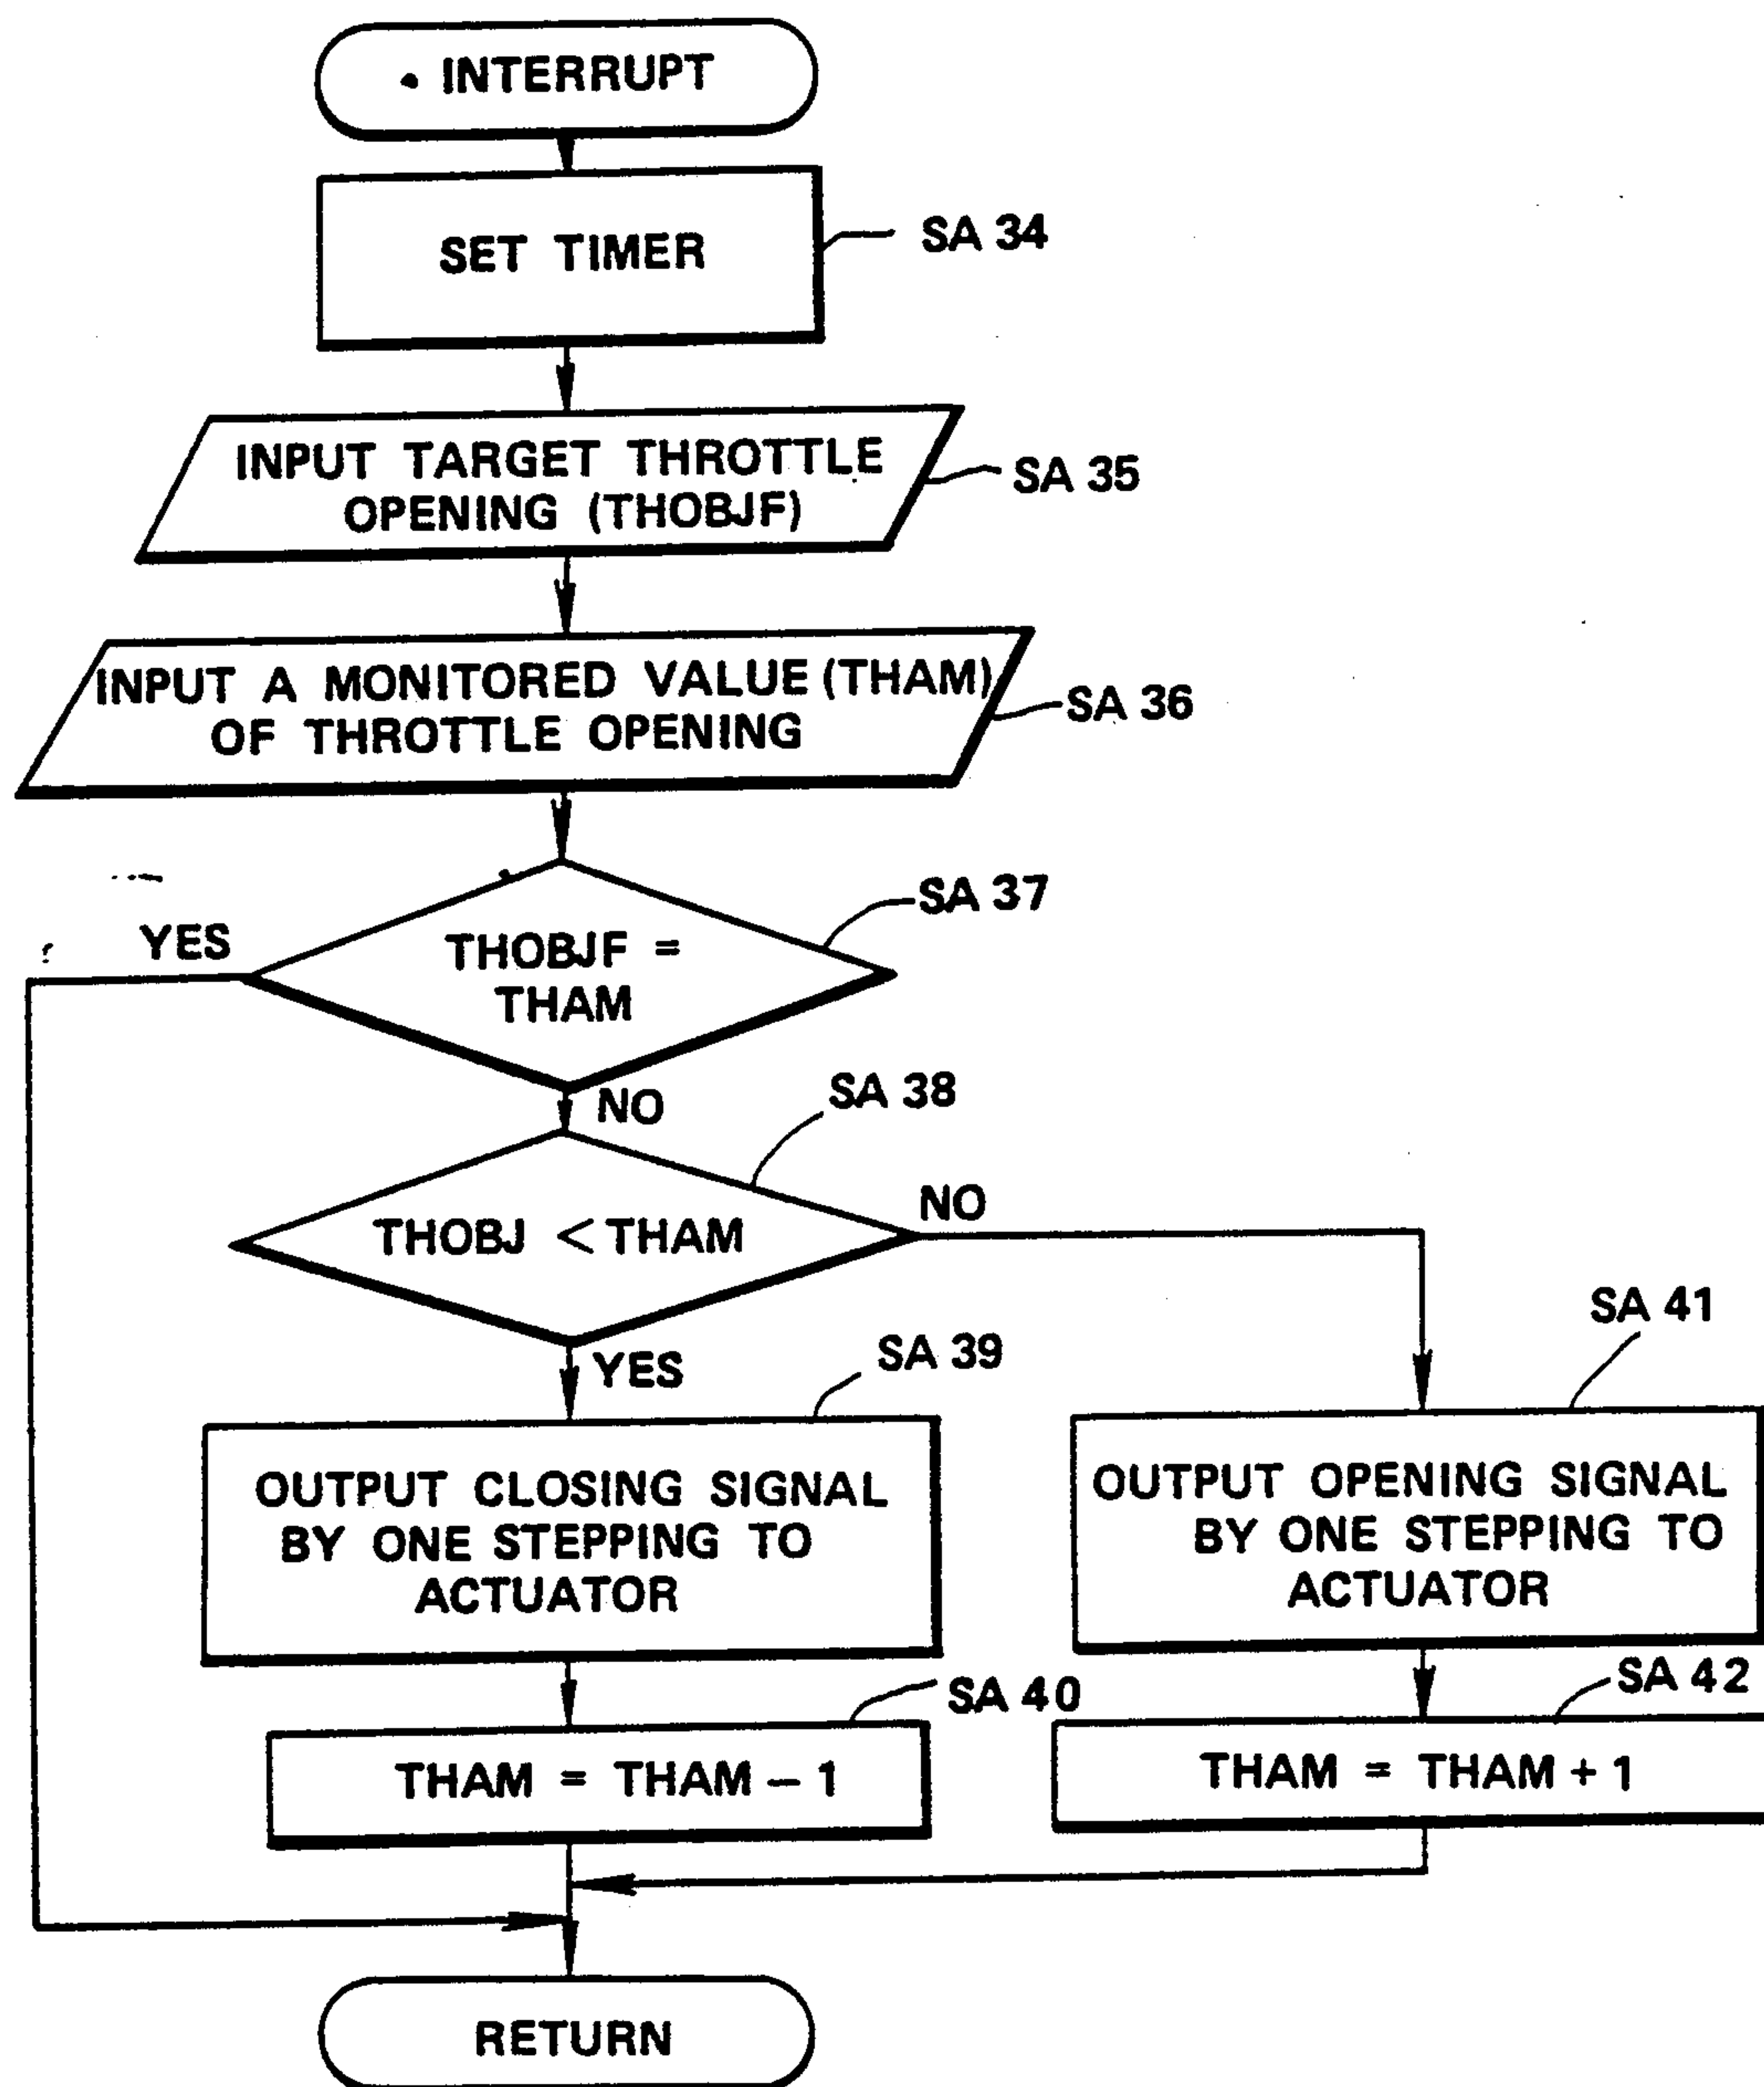 INTERRUPT
SET TIMER
SA 34
INPUT TARGET THROTTLE
OPENING (THOBJF)
SA 35
INPUT A MONITORED VALUE (THAM)
OF THROTTLE OPENING
SA 36
SA 37
YES
THOBJF =
THAM
NO
SA 38
THOBJ < THAM
NO
YES
SA 39
SA 41
OUTPUT CLOSING SIGNAL
BY ONE STEPPING TO
ACTUATOR
OUTPUT OPENING SIGNAL
BY ONE STEPPING TO
ACTUATOR
SA 40
SA 42
THAM = THAM – 1
THAM = THAM + 1
RETURN